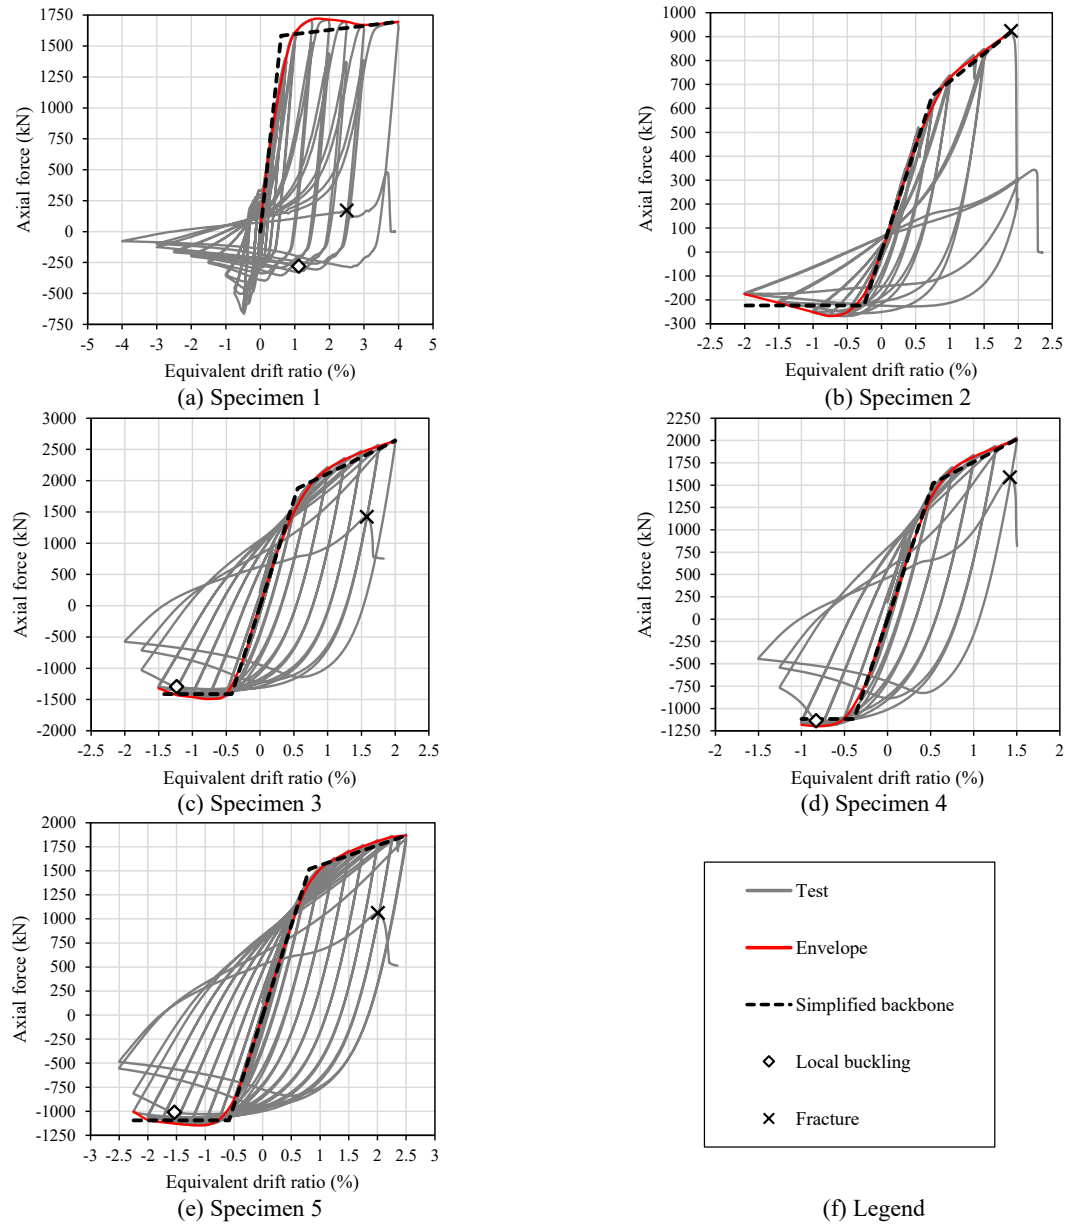 1750
1500
1250
1000
750
500
250
0
-250
-500
-750
-5 -4 -3 -2 -1 0 1 2 3 4 5
Axial force (kN)
Equivalent drift ratio (%)
(a) Specimen 1
1000
900
800
700
600
500
400
300
200
100
0
-100
-200
-300
-2.5 -2 -1.5 -1 -0.5 0 0.5 1 1.5 2 2.5
Axial force (kN)
Equivalent drift ratio (%)
(b) Specimen 2
3000
2500
2000
1500
1000
500
0
-500
-1000
-1500
-2000
-2.5 -2 -1.5 -1 -0.5 0 0.5 1 1.5 2 2.5
Axial force (kN)
Equivalent drift ratio (%)
(c) Specimen 3
2250
2000
1750
1500
1250
1000
750
500
250
0
-250
-500
-750
-1000
-1250
-2 -1.5 -1 -0.5 0 0.5 1 1.5 2
Axial force (kN)
Equivalent drift ratio (%)
(d) Specimen 4
2000
1750
1500
1250
1000
750
500
250
0
-250
-500
-750
-1000
-1250
-3 -2.5 -2 -1.5 -1 -0.5 0 0.5 1 1.5 2 2.5 3
Axial force (kN)
Equivalent drift ratio (%)
(e) Specimen 5
Test
Envelope
Simplified backbone
Local buckling
Fracture
(f) Legend